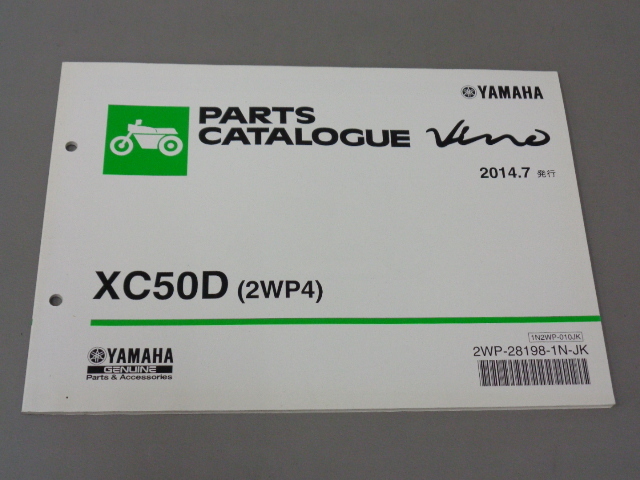 YAMAHA
PARTS
CATALOGUE Vino
2014.7 発行
XC50D (2WP4)
1N2WP-010JK
2WP-28198-1N-JK
YAMAHA
GENUINE
Parts & Accessories